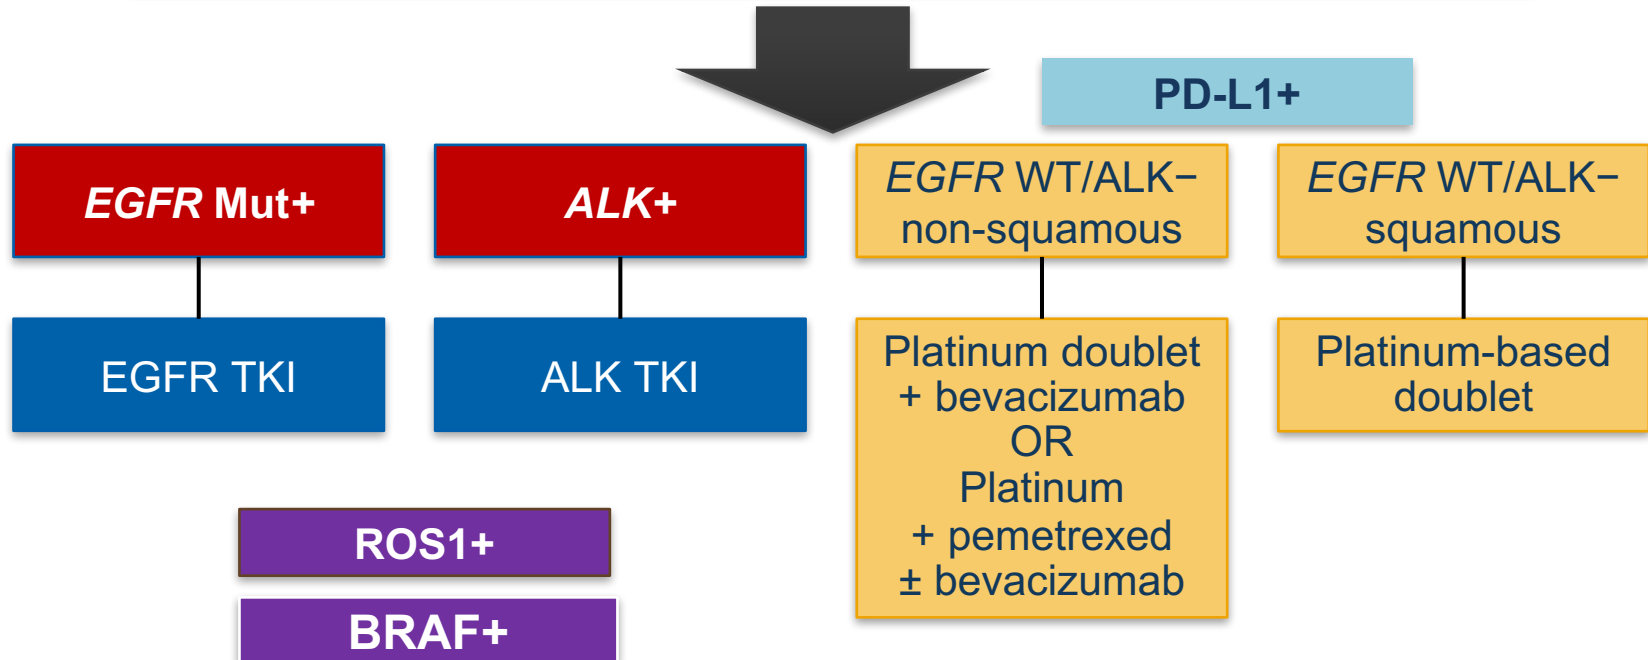 PD-L1+
EGFR Mut+
ALK+
EGFR WT/ALK−
non-squamous
EGFR WT/ALK−
squamous
EGFR TKI
ALK TKI
Platinum doublet
+ bevacizumab
OR
Platinum
+ pemetrexed
± bevacizumab
Platinum-based
doublet
ROS1+
BRAF+